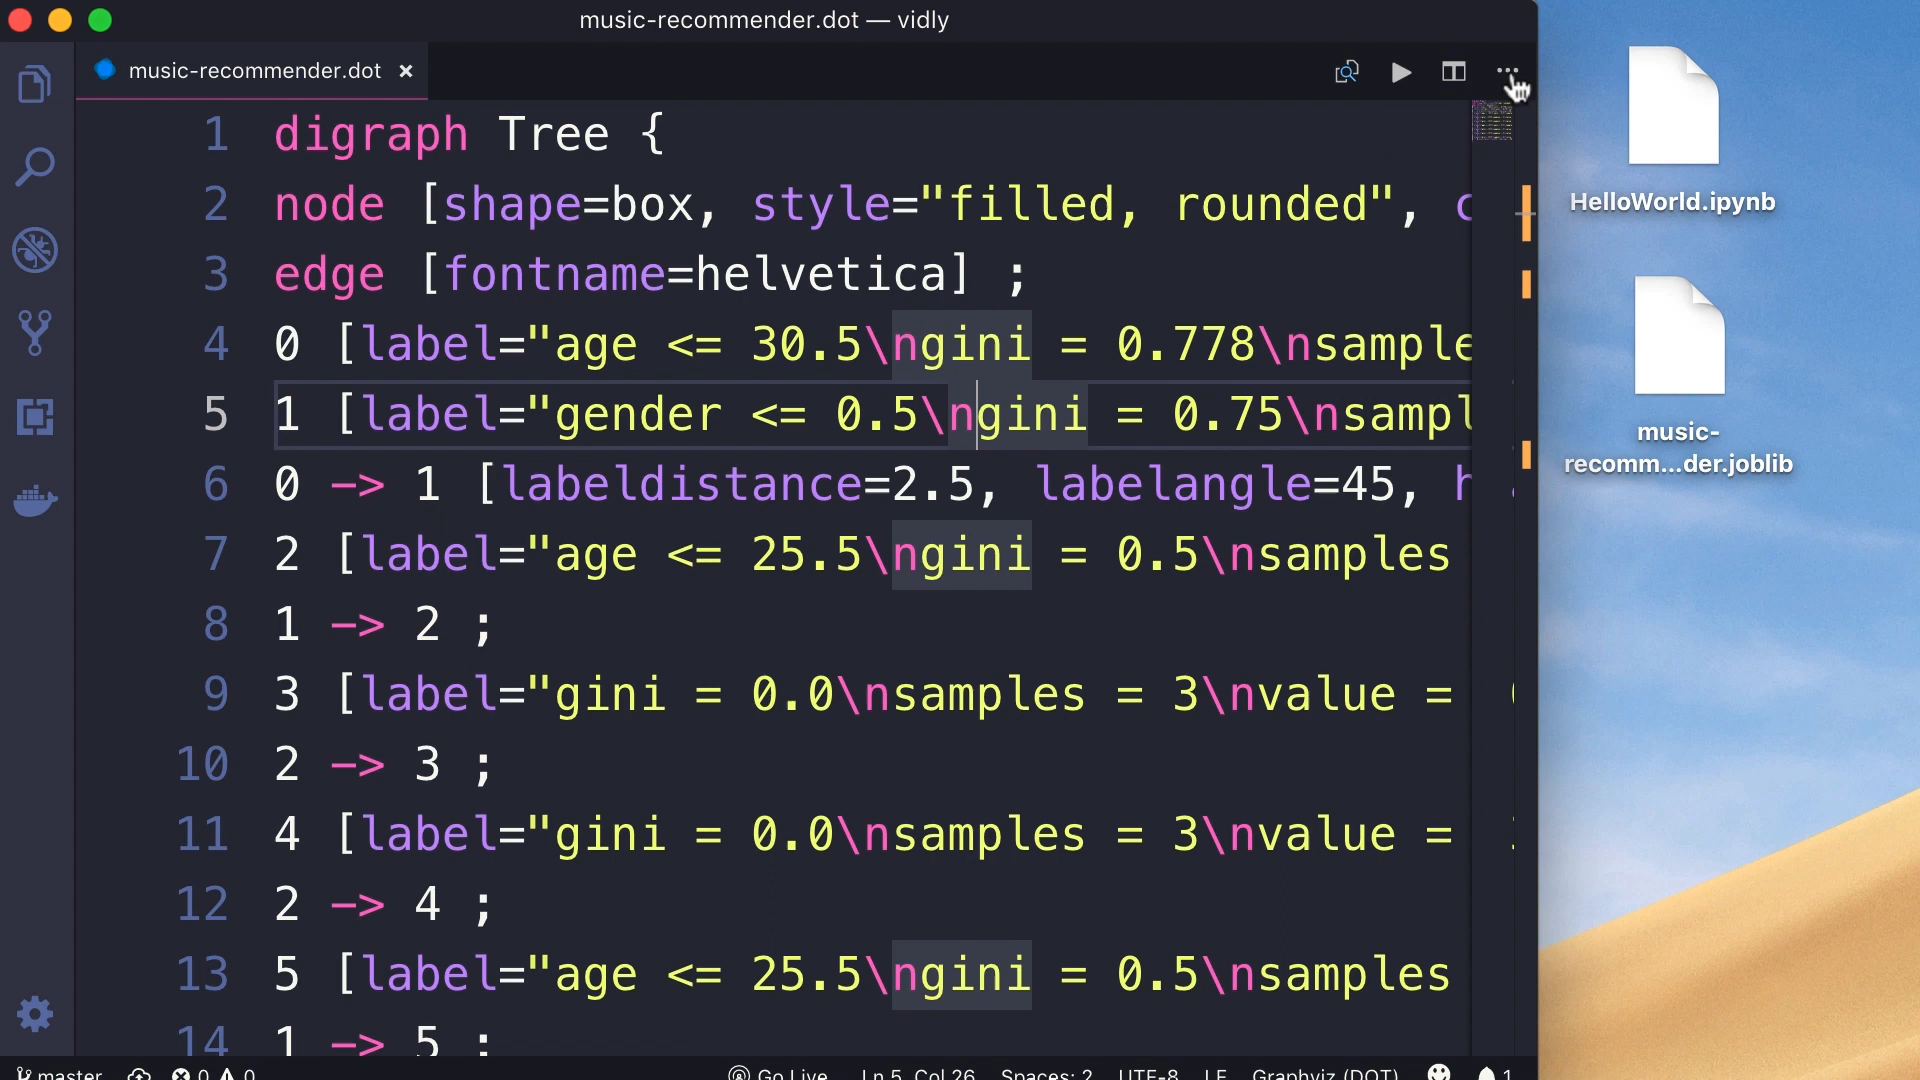 music-recommender.dot — vidly
music-recommender.dot
1 digraph Tree {
2 node [shape=box, style="filled, rounded", c
3 edge [fontname=helvetica] ;
4 0 [label="age <= 30.5\ngini = 0.778\nsample
5 1 [label="gender <= 0.5\ngini = 0.75\nsampl
6 0 -> 1 [labeldistance=2.5, labelangle=45, h
7 2 [label="age <= 25.5\ngini = 0.5\nsamples
8 1 -> 2 ;
9 3 [label="gini = 0.0\nsamples = 3\nvalue =
10 2 -> 3 ;
11 4 [label="gini = 0.0\nsamples = 3\nvalue =
12 2 -> 4 ;
13 5 [label="age <= 25.5\ngini = 0.5\nsamples
14 1 -> 5 ;
master 0 0 Go Live Ln 5, Col 26 Spaces: 2 UTF-8 LF Graphviz (DOT) 1
HelloWorld.ipynb
music-
recomm...der.joblib